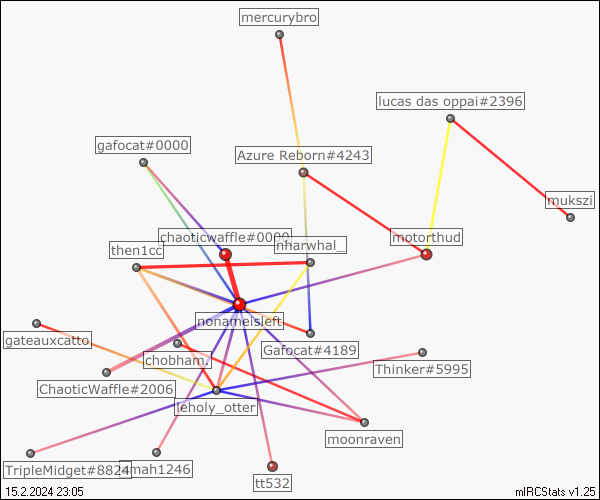 mercurybro
lucas das oppai#2396
gafocat#0000
Azure Reborn#4243
mukszi
chaoticwaffle#0000
motorthud
then1cc
nharwhal_
nonameisleft
gateauxcatto
Gafocat#4189
chobham.
Thinker#5995
ChaoticWaffle#2006
leholy_otter
moonraven
TripleMidget#8824
mah1246
tt532
15.2.2024 23:05
mIRCStats v1.25